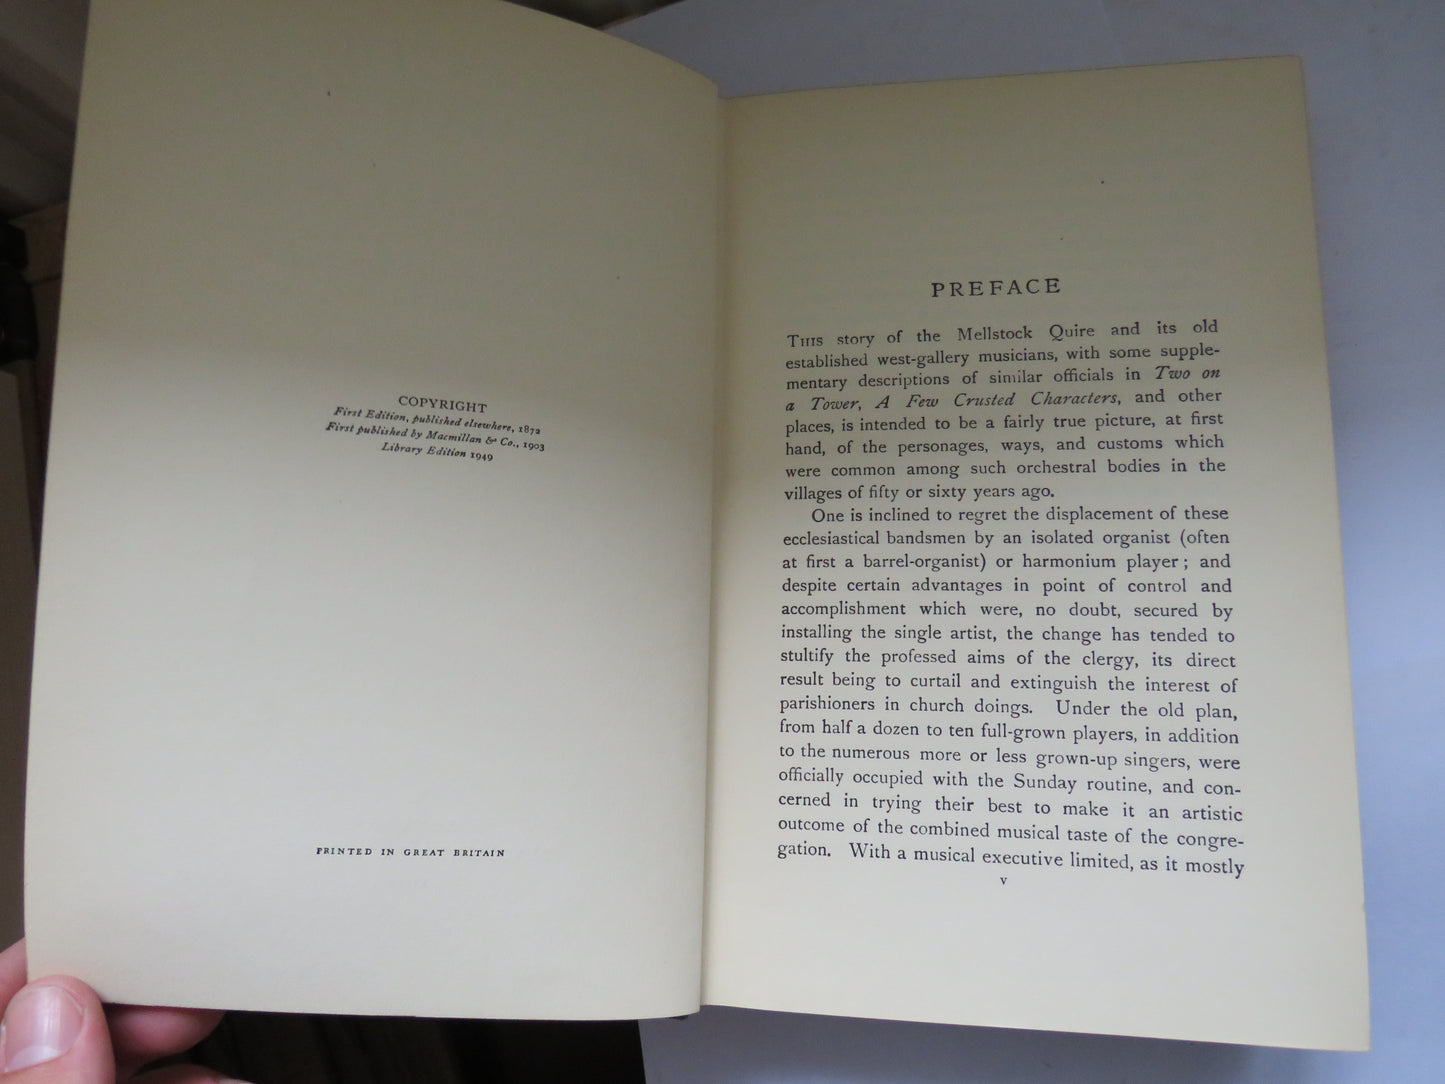 COPYRIGHT
First Edition, published elsewhere, 1872
First published by Macmillan & Co., 1903
Library Edition 1949
PRINTED IN GREAT BRITAIN
PREFACE
THIS story of the Mellstock Quire and its old
established west-gallery musicians, with some supple-
mentary descriptions of similar officials in Two on
a Tower, A Few Crusted Characters, and other
places, is intended to be a fairly true picture, at first
hand, of the personages, ways, and customs which
were common among such orchestral bodies in the
villages of fifty or sixty years ago.
One is inclined to regret the displacement of these
ecclesiastical bandsmen by an isolated organist (often
at first a barrel-organist) or harmonium player; and
despite certain advantages in point of control and
accomplishment which were, no doubt, secured by
installing the single artist, the change has tended to
stultify the professed aims of the clergy, its direct
result being to curtail and extinguish the interest of
parishioners in church doings. Under the old plan,
from half a dozen to ten full-grown players, in addition
to the numerous more or less grown-up singers, were
officially occupied with the Sunday routine, and con-
cerned in trying their best to make it an artistic
outcome of the combined musical taste of the congre-
gation. With a musical executive limited, as it mostly
v